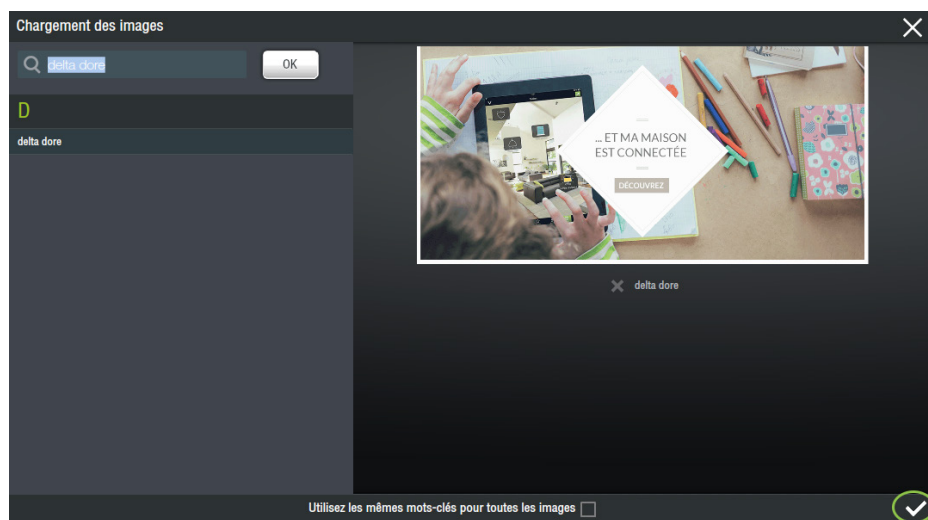 Chargement des images
delta dore
OK
D
delta dore
... ET MA MAISON
EST CONNECTÉE
DÉCOUVREZ
delta dore
Utilisez les mêmes mots-clés pour toutes les images